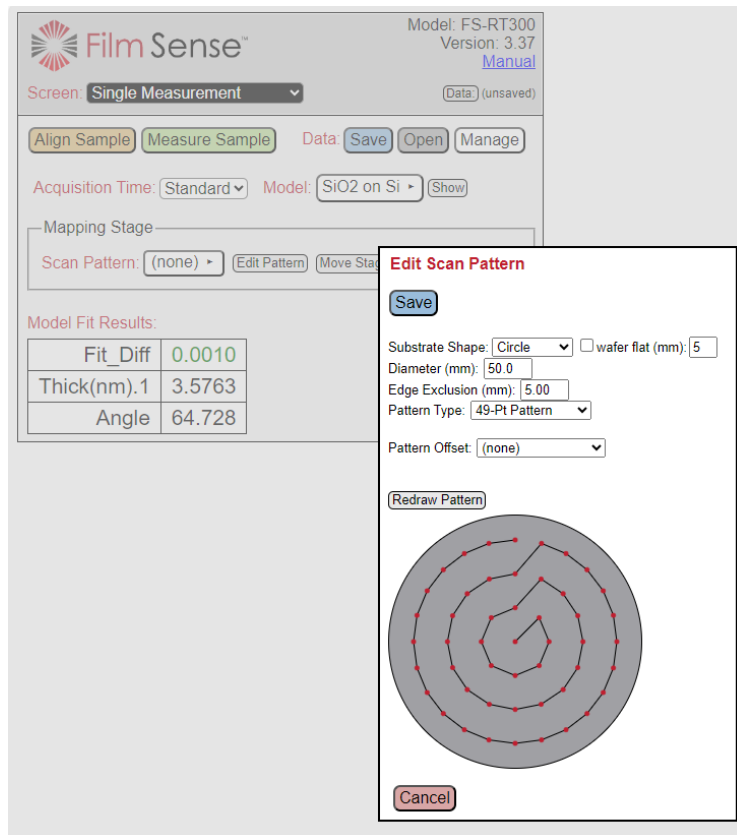 Film Sense™
Model: FS-RT300
Version: 3.37
Manual
Screen: Single Measurement
Data: (unsaved)
Align Sample Measure Sample Data: Save Open Manage
Acquisition Time: Standard Model: SiO2 on Si Show
Mapping Stage
Scan Pattern: (none) Edit Pattern Move Stag
Model Fit Results:
Fit_Diff 0.0010
Thick(nm).1 3.5763
Angle 64.728
Edit Scan Pattern
Save
Substrate Shape: Circle wafer flat (mm): 5
Diameter (mm): 50.0
Edge Exclusion (mm): 5.00
Pattern Type: 49-Pt Pattern
Pattern Offset: (none)
Redraw Pattern
Cancel